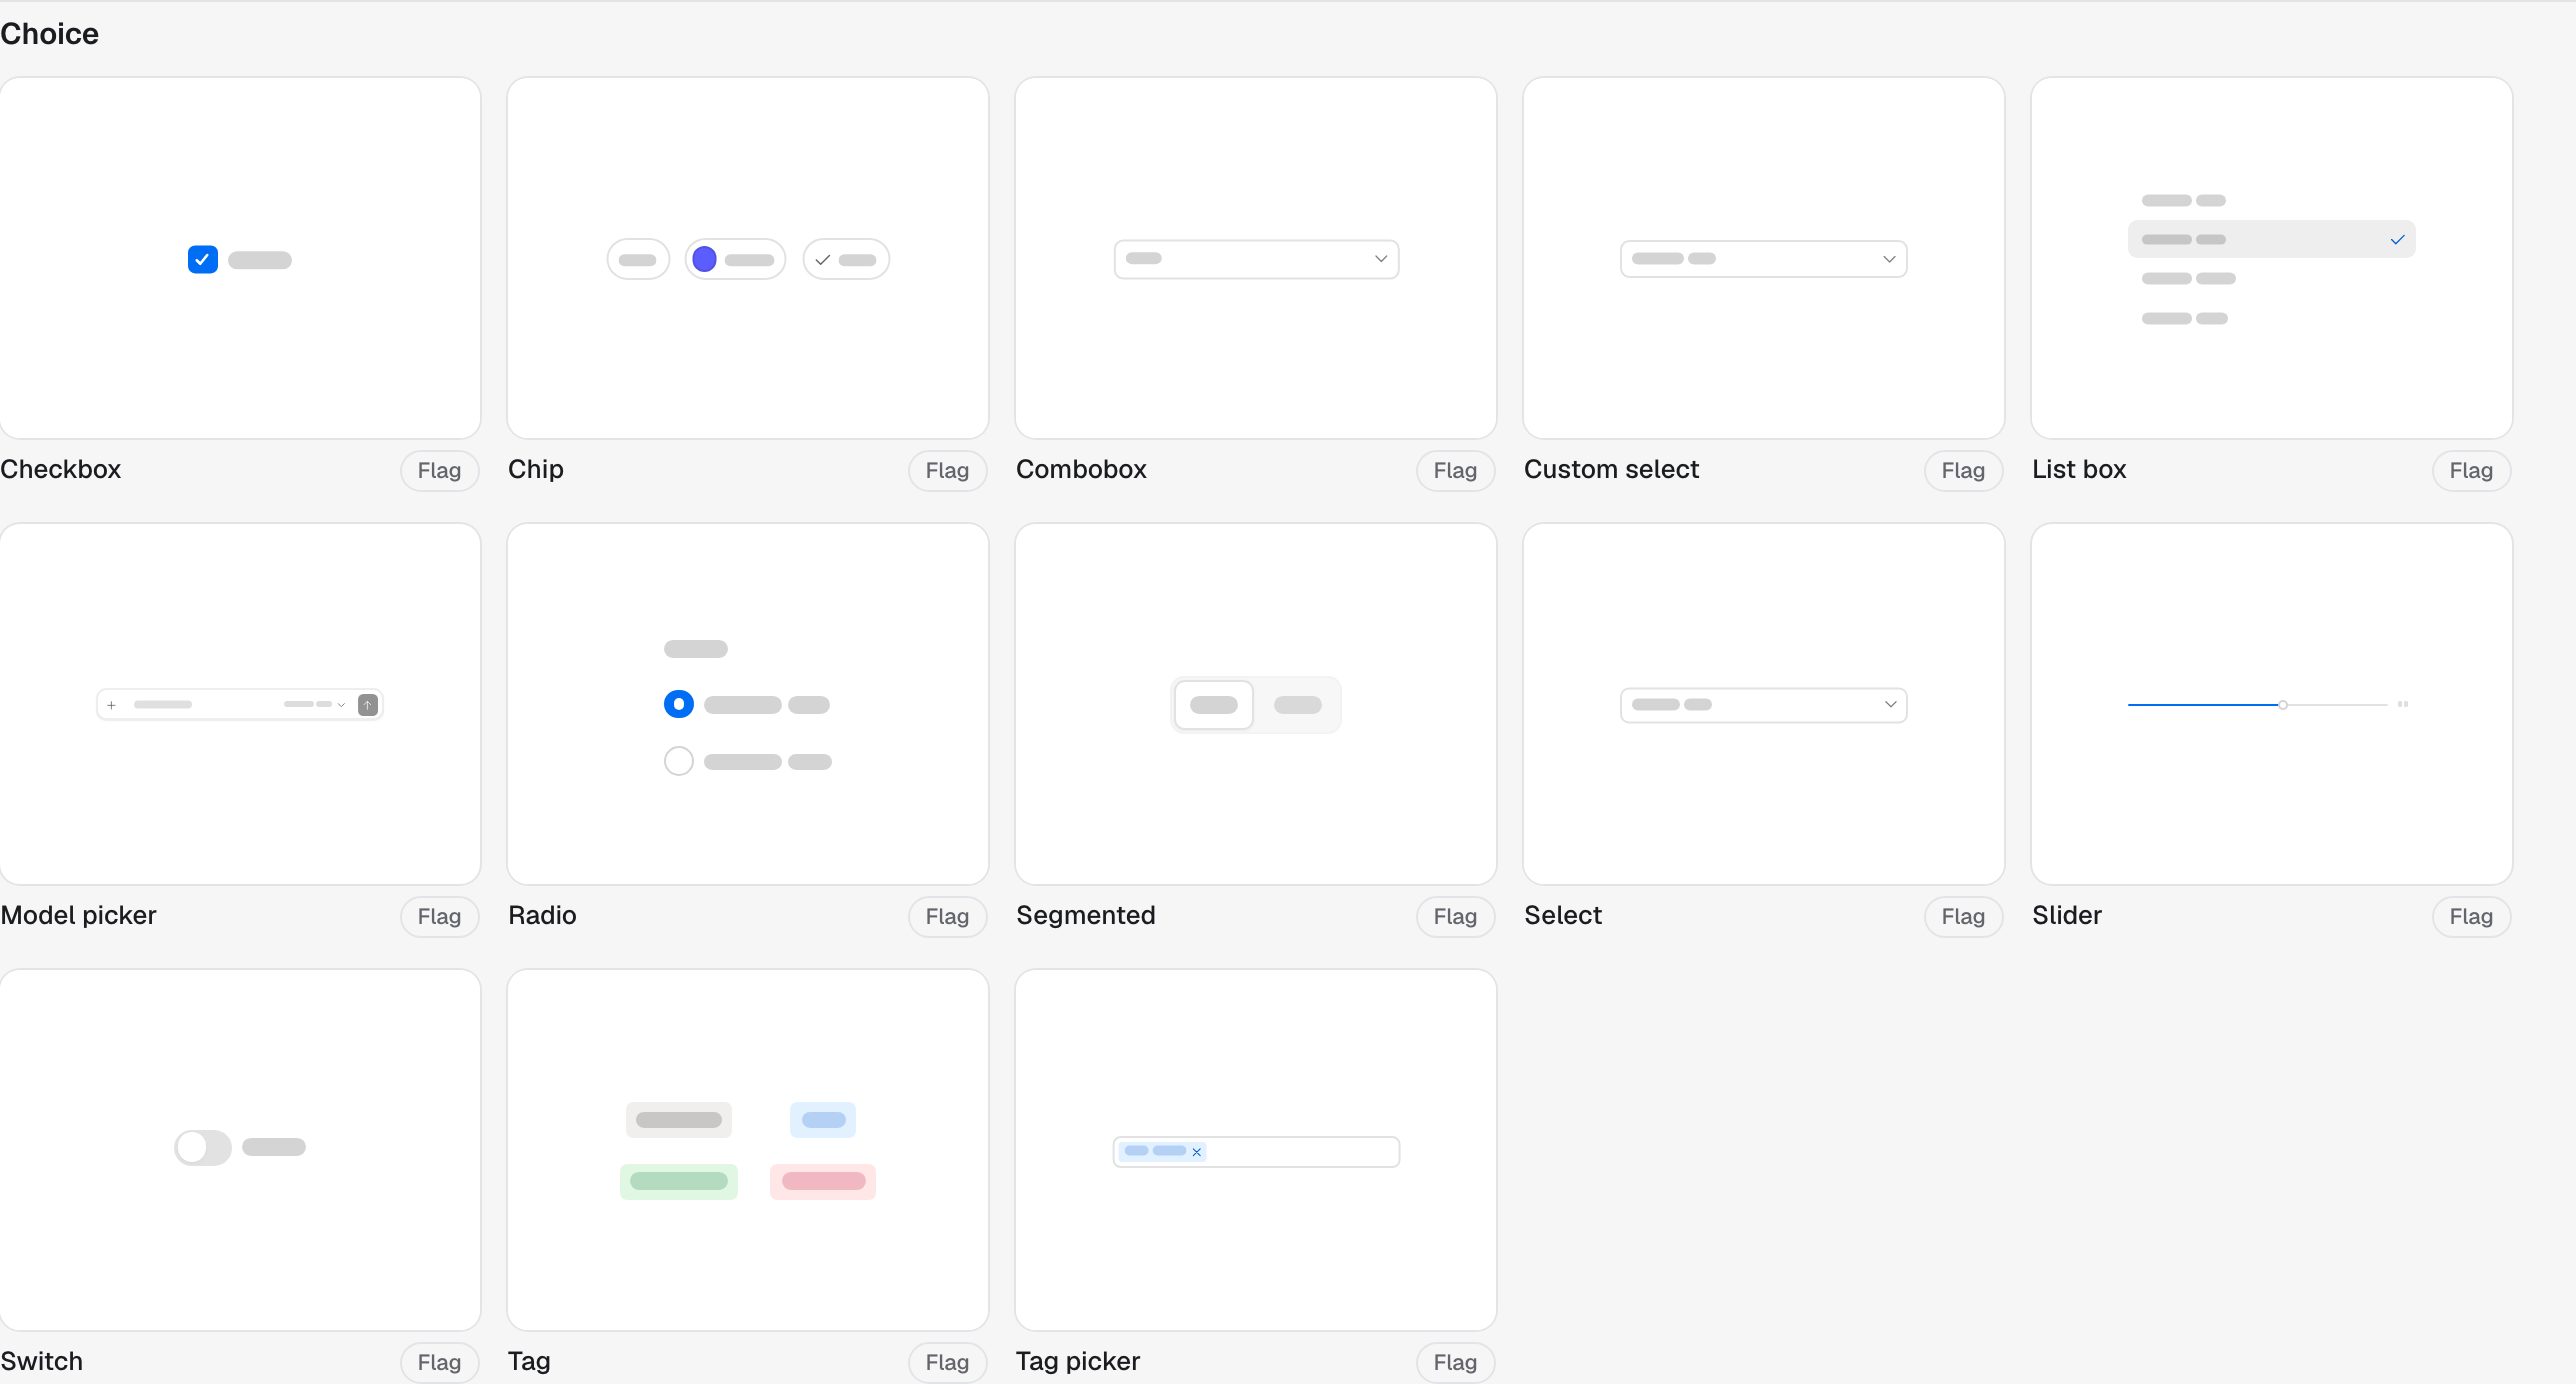 Choice
Checkbox Flag
Chip Flag
Combobox Flag
Custom select Flag
List box Flag
Model picker Flag
Radio Flag
Segmented Flag
Select Flag
Slider Flag
Switch Flag
Tag Flag
Tag picker Flag